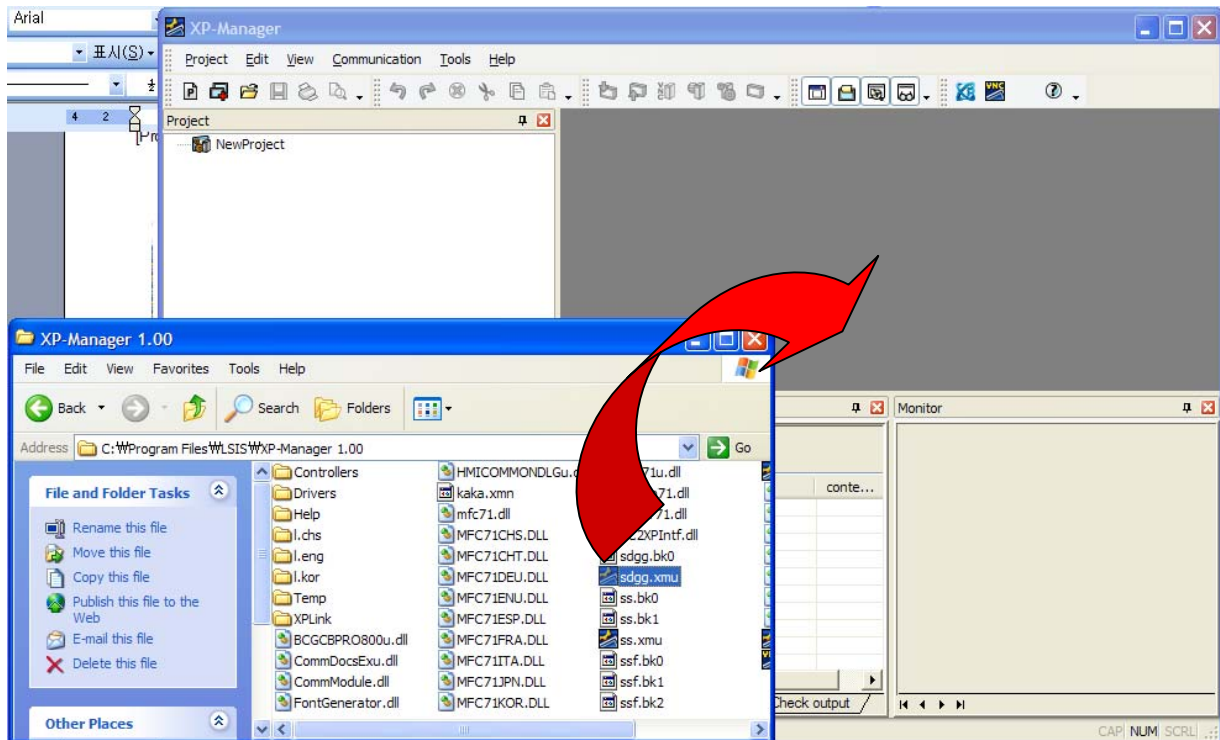 Arial
XP-Manager
표시(S)
Project Edit View Communication Tools Help
VNC
4 2
Project
NewProject
XP-Manager 1.00
File Edit View Favorites Tools Help
Back Search Folders
Address C:₩Program Files₩LSIS₩XP-Manager 1.00 Go
File and Folder Tasks
Rename this file
Move this file
Copy this file
Publish this file to the
Web
E-mail this file
Delete this file
Other Places
Controllers
Drivers
Help
l.chs
l.eng
l.kor
Temp
XPLink
BCGCBPRO800u.dll
CommDocsExu.dll
CommModule.dll
FontGenerator.dll
kaka.xmn
mfc71.dll
MFC71CHS.DLL
MFC71CHT.DLL
MFC71DEU.DLL
MFC71ENU.DLL
MFC71ESP.DLL
MFC71FRA.DLL
MFC71ITA.DLL
MFC71JPN.DLL
MFC71KOR.DLL
sdgg.bk0
sdgg.xmu
ss.bk0
ss.bk1
ss.xmu
ssf.bk0
ssf.bk1
ssf.bk2
conte...
Check output
Monitor
CAP NUM SCRL